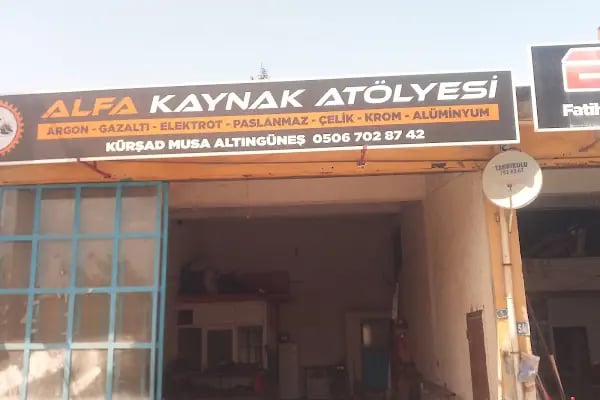 ALFA KAYNAK ATÖLYESİ
ARGON - GAZALTI - ELEKTROT - PASLANMAZ - ÇELİK - KROM - ALÜMİNYUM
KÜRŞAD MUSA ALTINGÜNEŞ 0506 702 87 42
Fatih